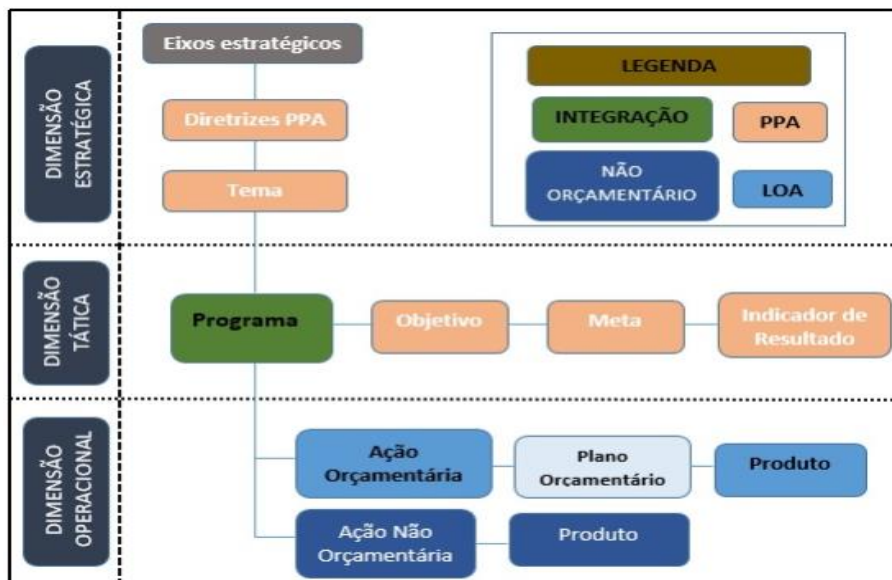 DIMENSÃO
ESTRATÉGICA
Eixos estratégicos
Diretrizes PPA
Tema
LEGENDA
INTEGRAÇÃO
PPA
NÃO
ORÇAMENTÁRIO
LOA
DIMENSÃO
TÁTICA
Programa
Objetivo
Meta
Indicador de
Resultado
DIMENSÃO
OPERACIONAL
Ação
Orçamentária
Plano
Orçamentário
Produto
Ação Não
Orçamentária
Produto